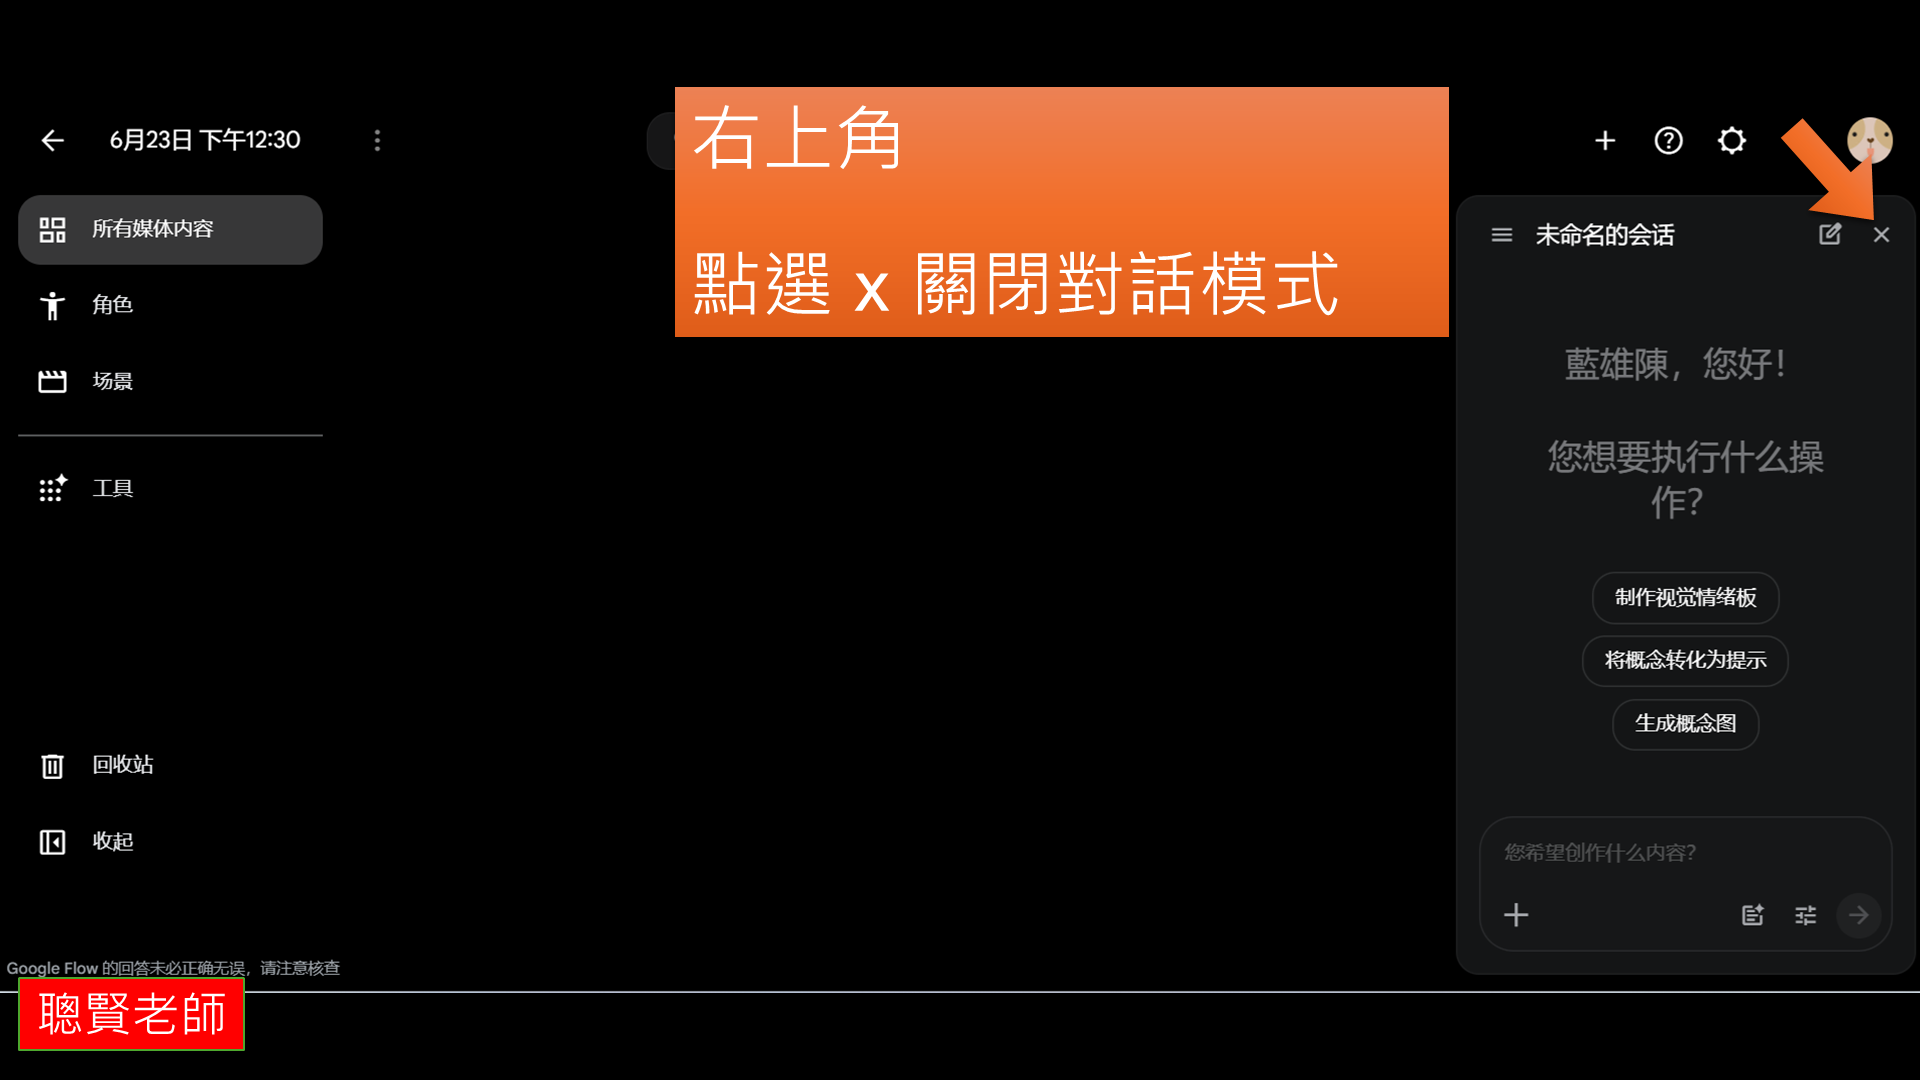 6月23日 下午12:30
右上角
點選 x 關閉對話模式
所有媒体内容
角色
场景
工具
回收站
收起
未命名的会话
藍雄陳，您好！
您想要执行什么操
作？
制作视觉情绪板
将概念转化为提示
生成概念图
您希望创作什么内容？
Google Flow 的回答未必正确无误，请注意核查
聰賢老師